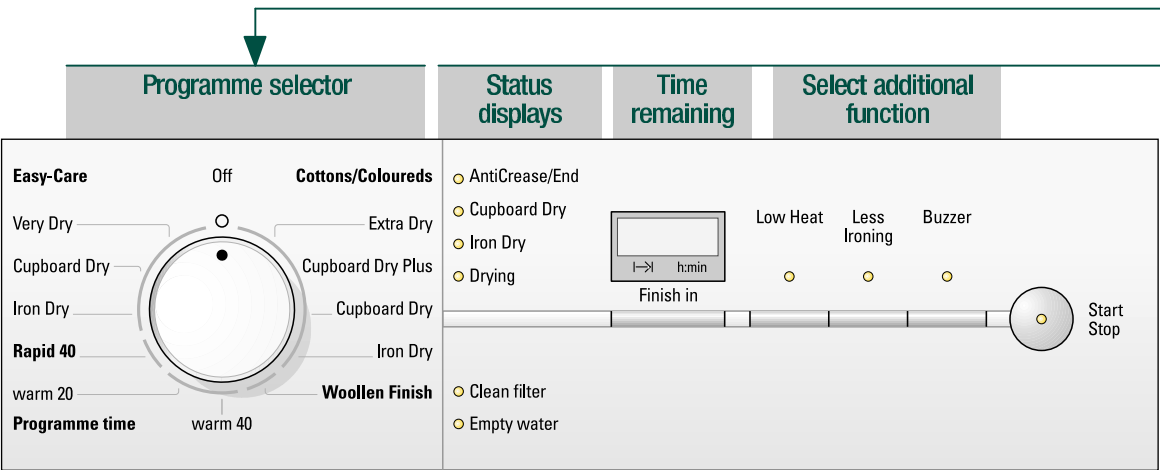 Programme selector
Status
displays
Time
remaining
Select additional
function
Easy-Care
Off
Cottons/Coloureds
Very Dry
Extra Dry
Cupboard Dry
Cupboard Dry Plus
Iron Dry
Cupboard Dry
Rapid 40
Iron Dry
warm 20
Woollen Finish
Programme time
warm 40
AntiCrease/End
Cupboard Dry
Iron Dry
Drying
h:min
Finish in
Low Heat
Less
Ironing
Buzzer
Start
Stop
Clean filter
Empty water